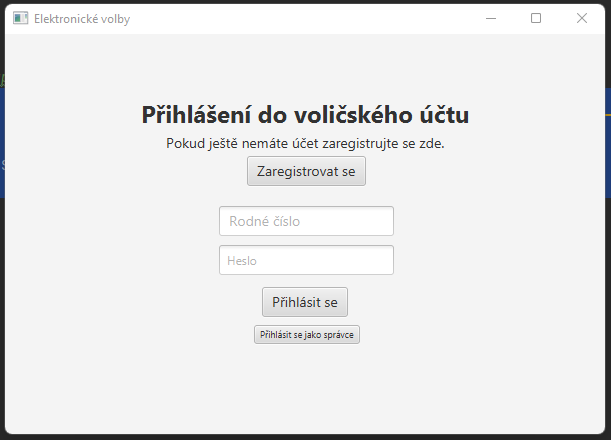 Elektronické volby
Přihlášení do voličského účtu
Pokud ještě nemáte účet zaregistrujte se zde.
Zaregistrovat se
Rodné číslo
Heslo
Přihlásit se
Přihlásit se jako správce